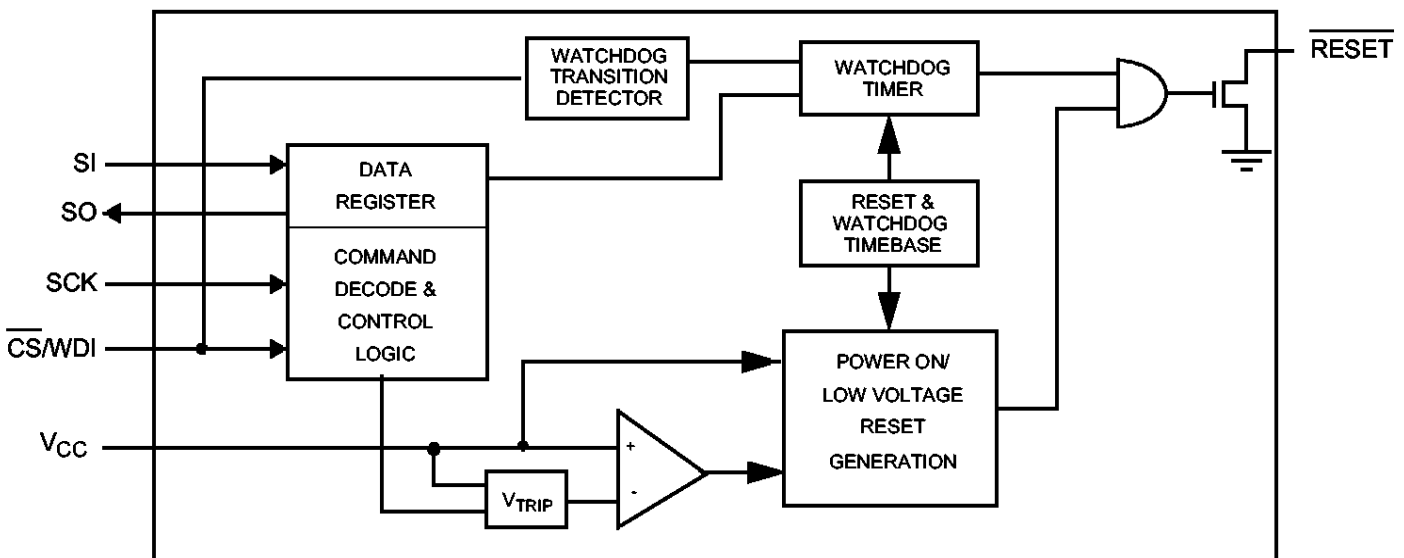 WATCHDOG
TRANSITION
DETECTOR
WATCHDOG
TIMER
RESET
SI
SO
SCK
CS/WDI
VCC
DATA
REGISTER
COMMAND
DECODE &
CONTROL
LOGIC
RESET &
WATCHDOG
TIMEBASE
POWER ON/
LOW VOLTAGE
RESET
GENERATION
+
-
VTRIP